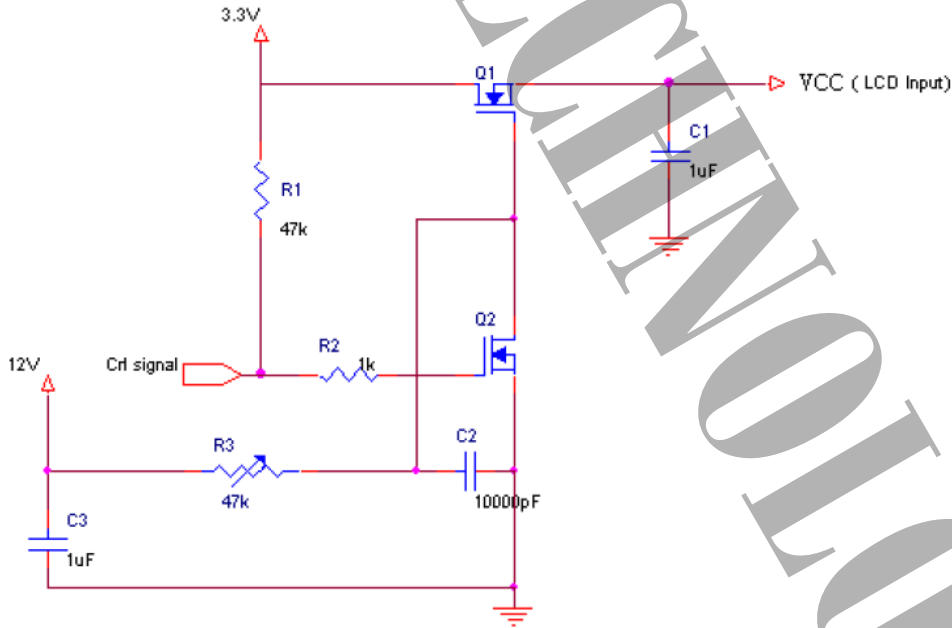 3.3V
Q1
VCC ( LCD Input)
C1
1uF
R1
47k
Q2
R2
1k
12V
Crl signal
R3
47k
C2
10000pF
C3
1uF